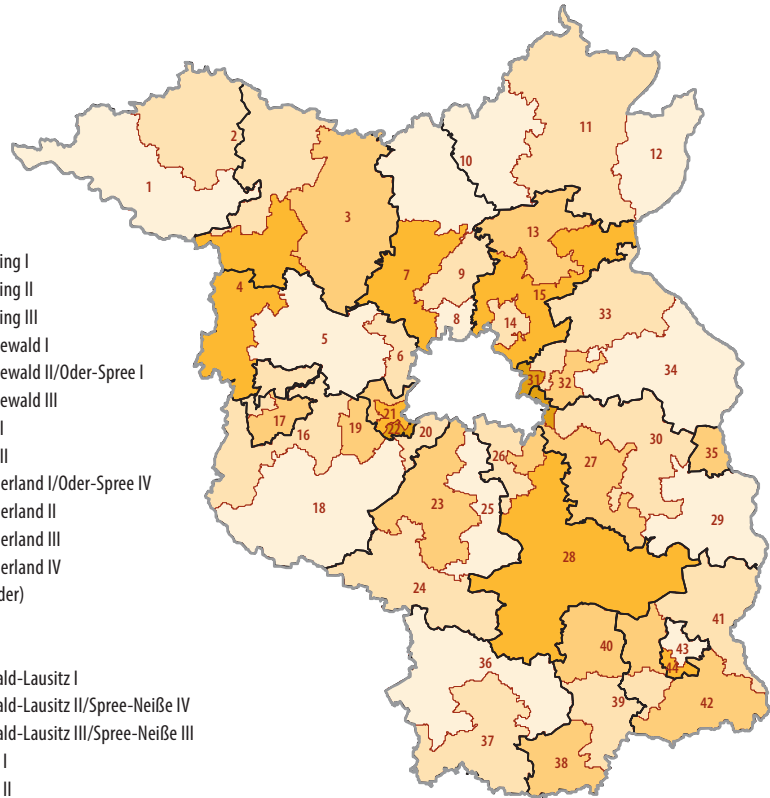 ing I
ing II
ing III
ewald I
ewald II/Oder-Spree I
ewald III
I
II
erland I/Oder-Spree IV
erland II
erland III
erland IV
der)
ald-Lausitz I
ald-Lausitz II/Spree-Neiße IV
ald-Lausitz III/Spree-Neiße III
I
II
1
2
3
4
5
6
7
8
9
10
11
12
13
14
15
16
17
18
19
20
21
22
23
24
25
26
27
28
29
30
31
32
33
34
35
36
37
38
39
40
41
42
43
44